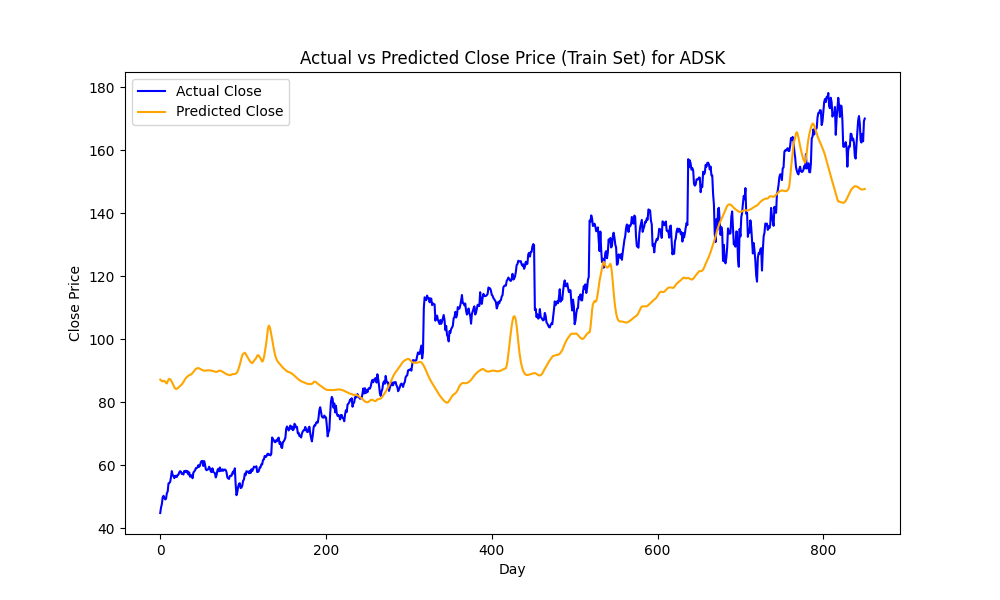 Actual vs Predicted Close Price (Train Set) for ADSK
Actual Close
Predicted Close
180
160
140
120
100
80
60
40
Close Price
0 200 400 600 800
Day